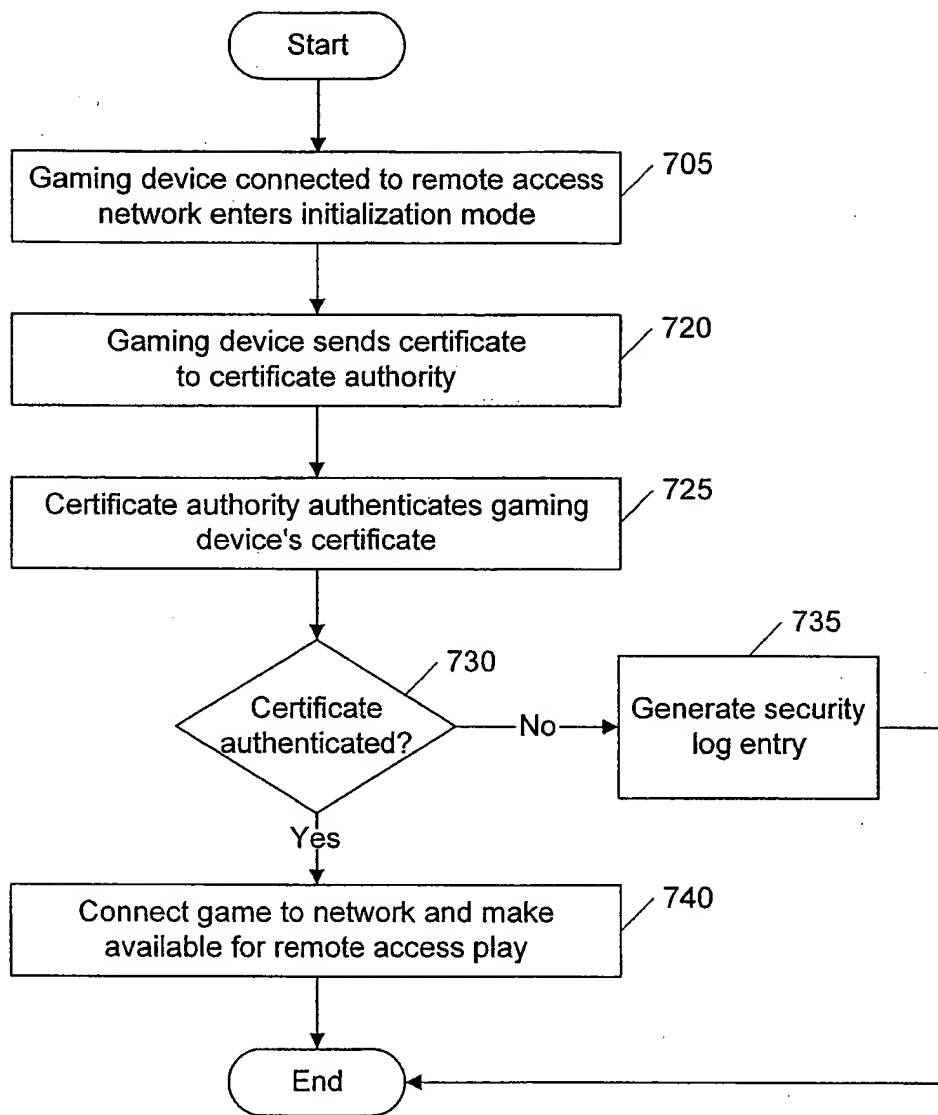 Start
Gaming device connected to remote access
network enters initialization mode
705
Gaming device sends certificate
to certificate authority
720
Certificate authority authenticates gaming
device's certificate
725
Certificate
authenticated?
730
No
Generate security
log entry
735
Yes
Connect game to network and make
available for remote access play
740
End